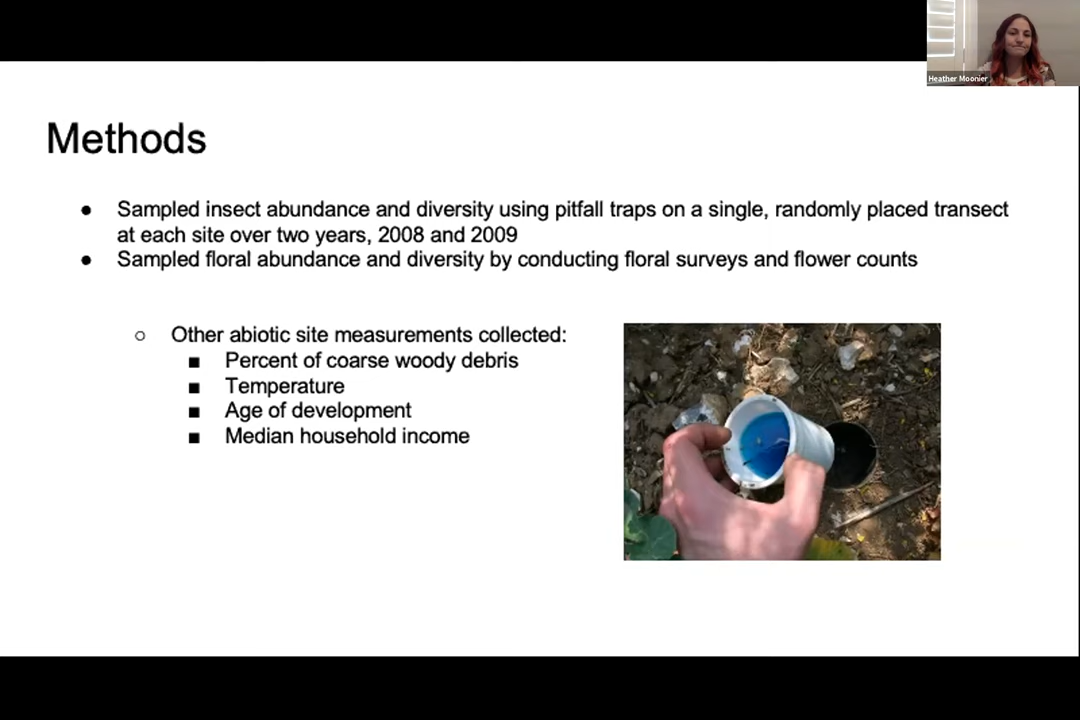 Heather Moonier
Methods
● Sampled insect abundance and diversity using pitfall traps on a single, randomly placed transect
at each site over two years, 2008 and 2009
● Sampled floral abundance and diversity by conducting floral surveys and flower counts
○ Other abiotic site measurements collected:
■ Percent of coarse woody debris
■ Temperature
■ Age of development
■ Median household income